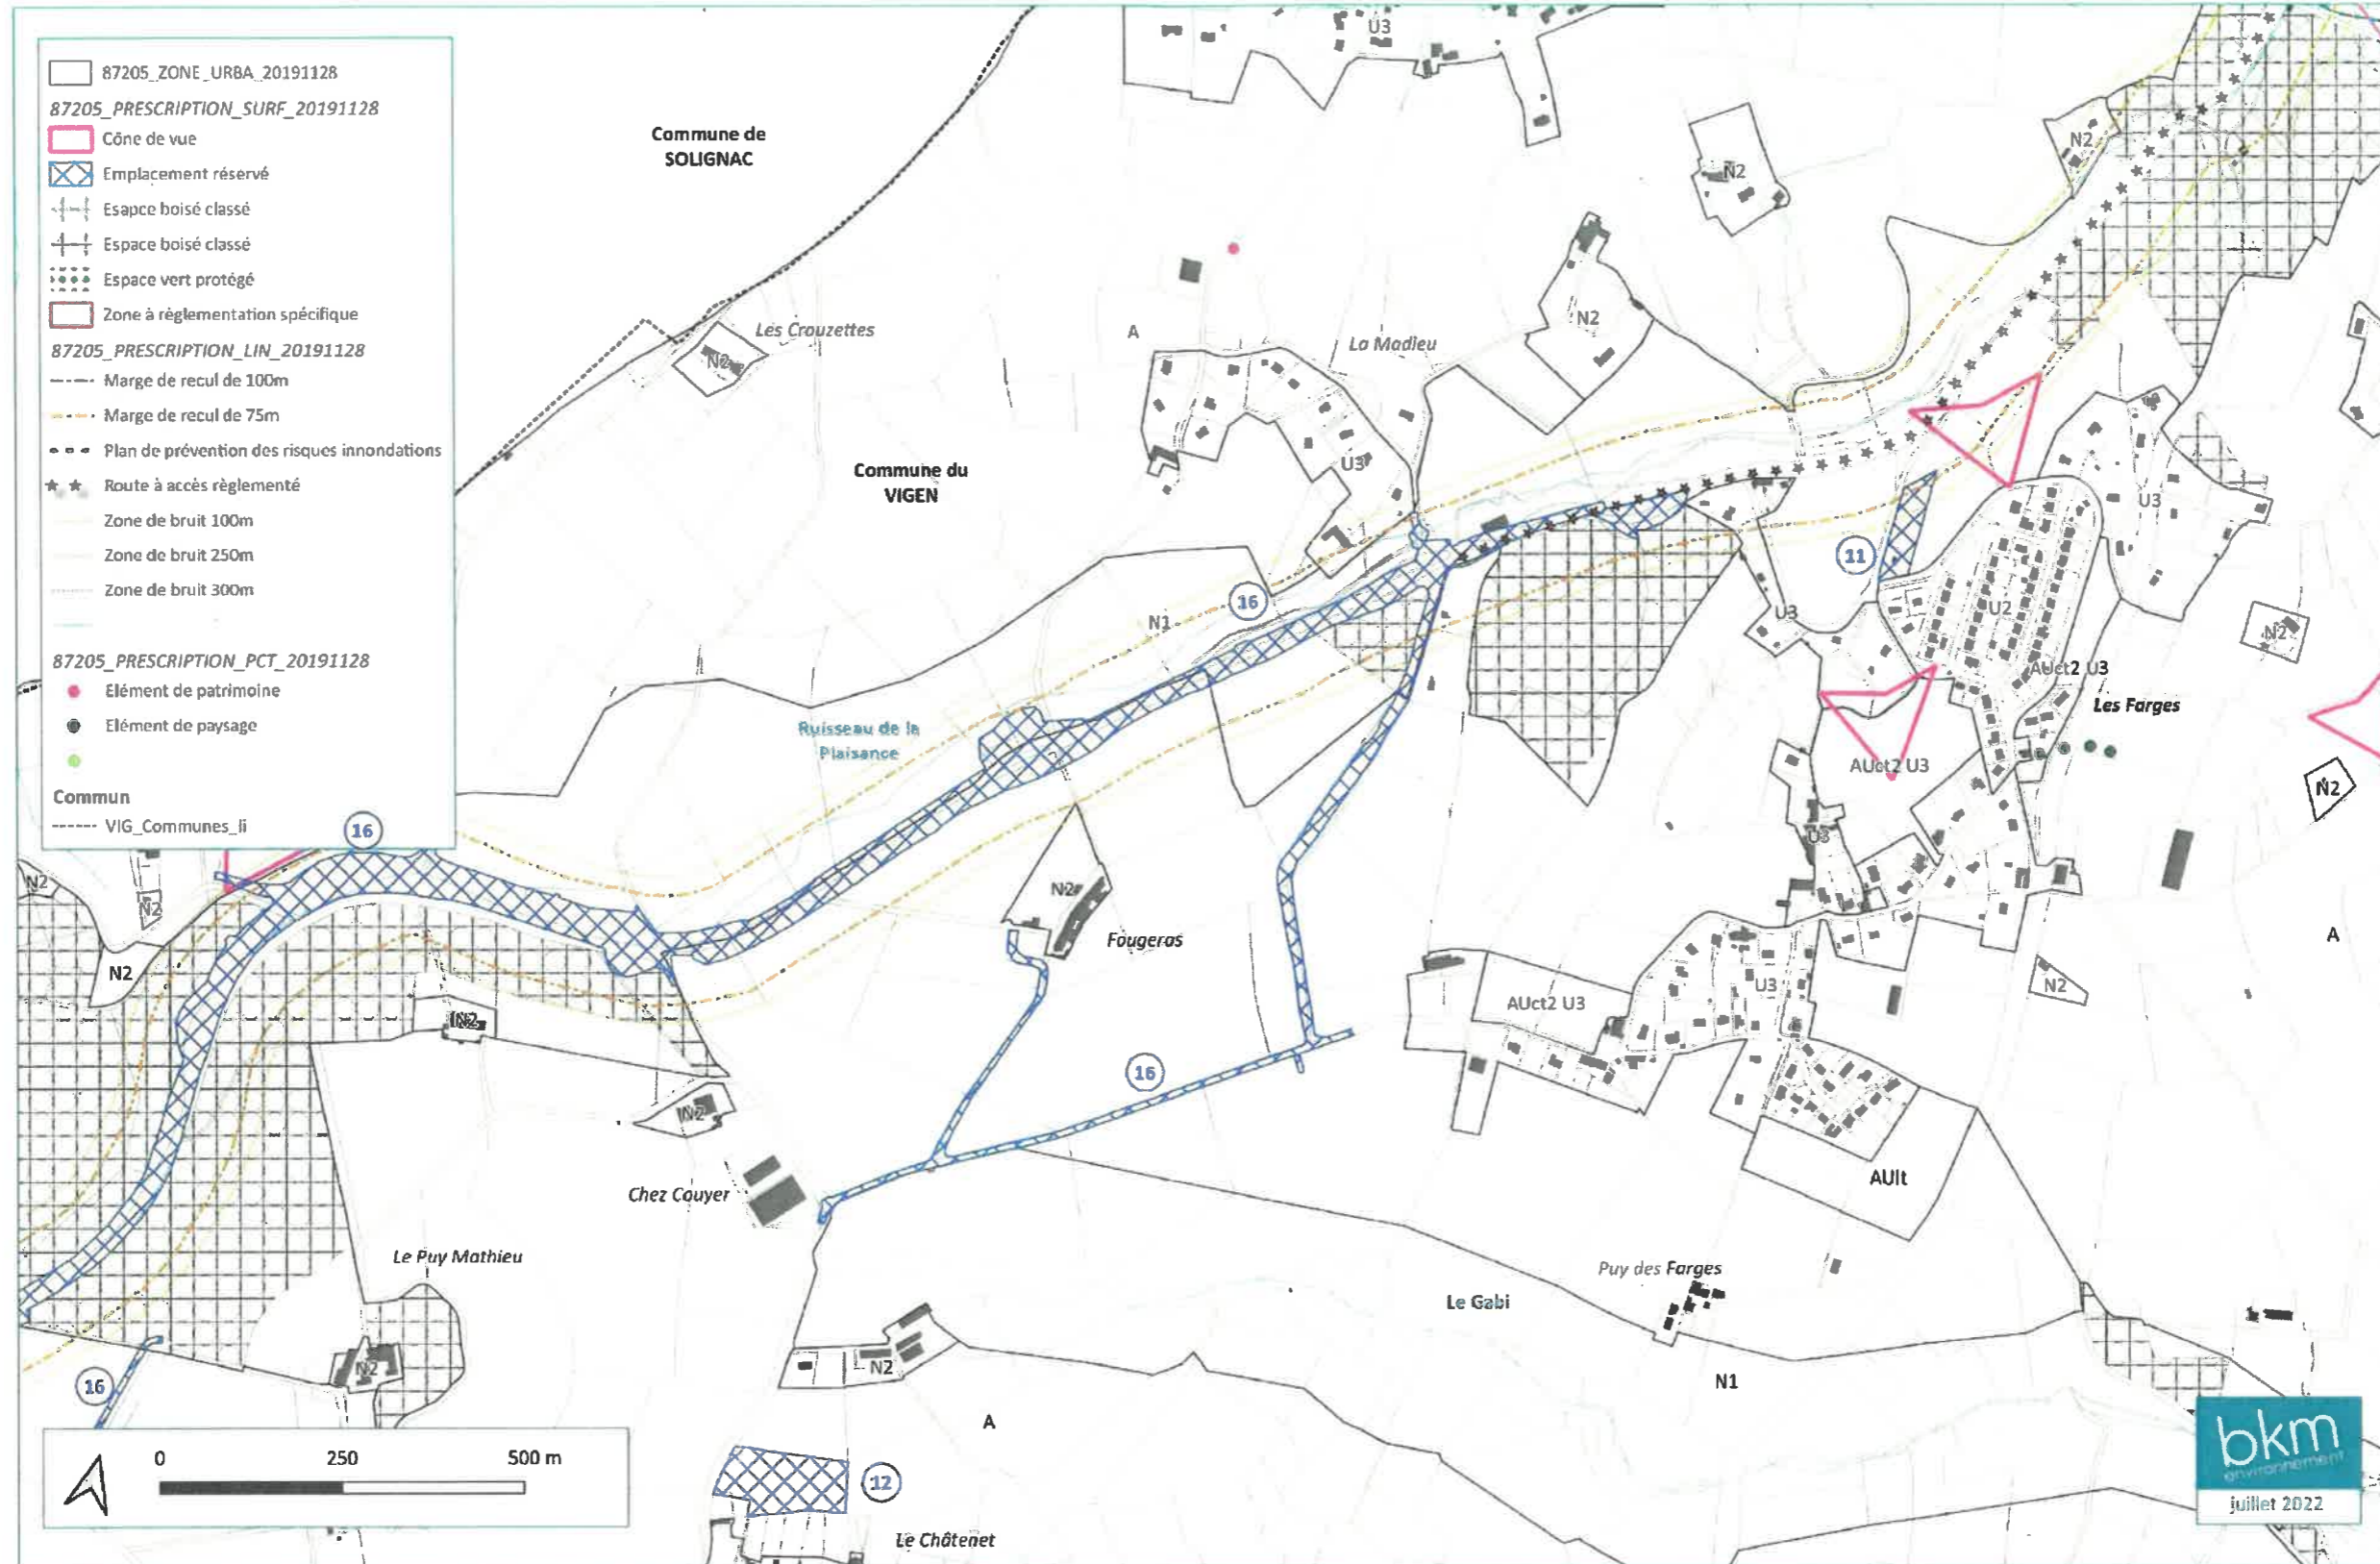 87205_ZONE_URBA_20191128
87205_PRESCRIPTION_SURF_20191128
Cône de vue
Emplacement réservé
Esapce boisé classé
Espace boisé classé
Espace vert protégé
Zone à règlementation spécifique
87205_PRESCRIPTION_LIN_20191128
Marge de recul de 100m
Marge de recul de 75m
Plan de prévention des risques innondations
Route à accès règlementé
Zone de bruit 100m
Zone de bruit 250m
Zone de bruit 300m
87205_PRESCRIPTION_PCT_20191128
Elément de patrimoine
Elément de paysage
Commun
VIG_Communes_li
U3
Commune de
SOLIGNAC
N2
N2
Les Crouzettes
N2
A
La Madieu
N2
Commune du
VIGEN
U3
U3
11
16
N1
U3
U2
N2
AUct2 U3
Les Farges
Ruisseau de la
Plaisance
AUct2 U3
N2
16
U3
N2
N2
N2
Fougeras
A
N2
U3
N2
AUct2 U3
N2
16
N2
AUlt
Chez Couyer
Le Puy Mathieu
Puy des Farges
Le Gabi
N2
N2
N1
16
A
0 250 500 m
12
Le Châtenet
bkm
environnement
juillet 2022